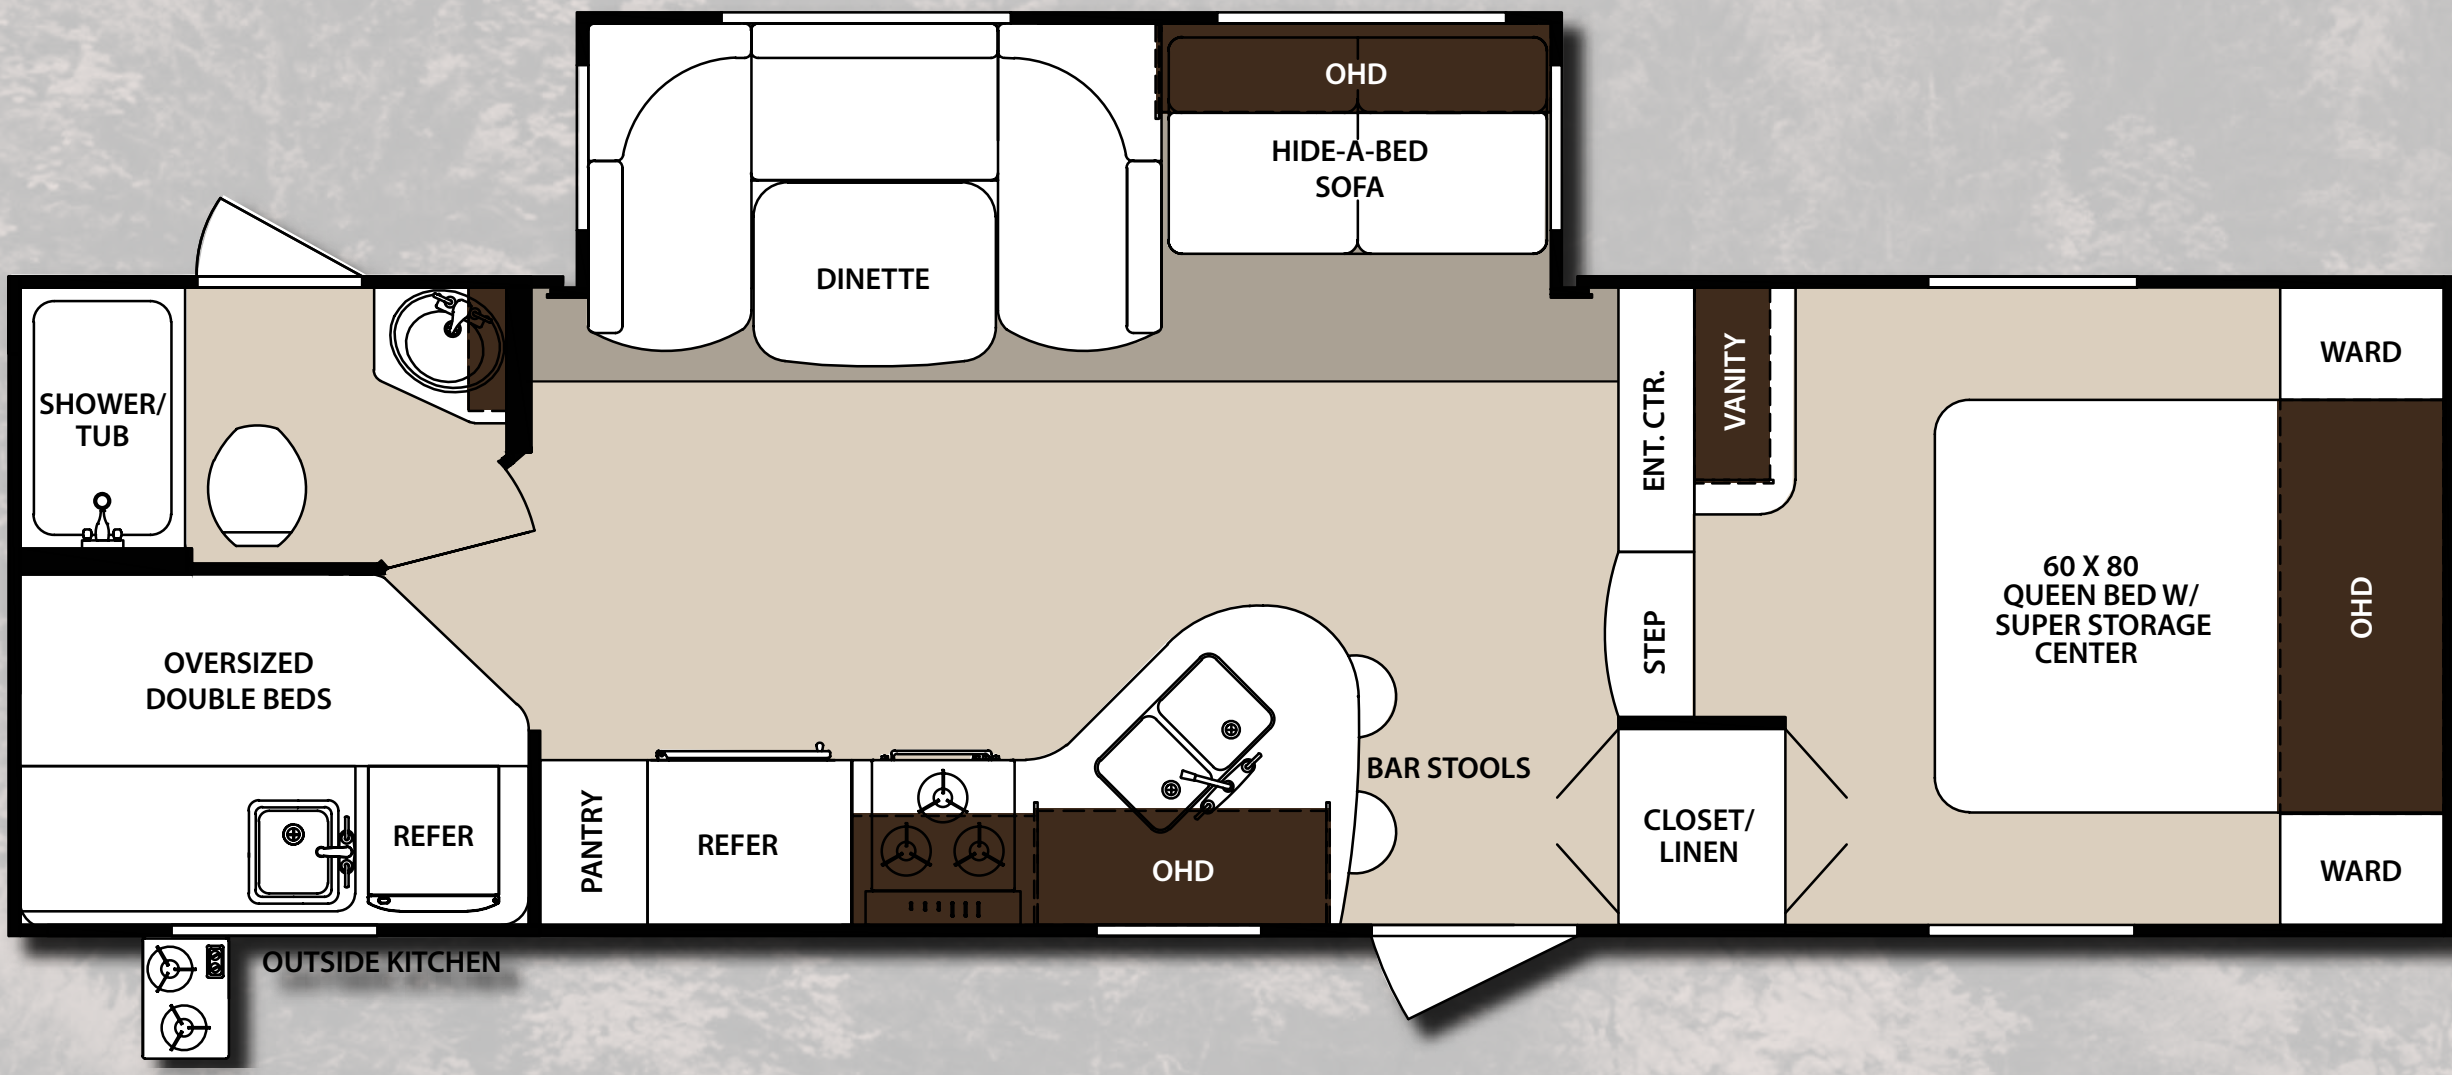 OHD
HIDE-A-BED
SOFA
DINETTE
SHOWER/
TUB
ENT. CTR.
VANITY
WARD
60 X 80
QUEEN BED W/
SUPER STORAGE
CENTER
OHD
STEP
OVERSIZED
DOUBLE BEDS
BAR STOOLS
REFER
PANTRY
REFER
OHD
CLOSET/
LINEN
WARD
OUTSIDE KITCHEN